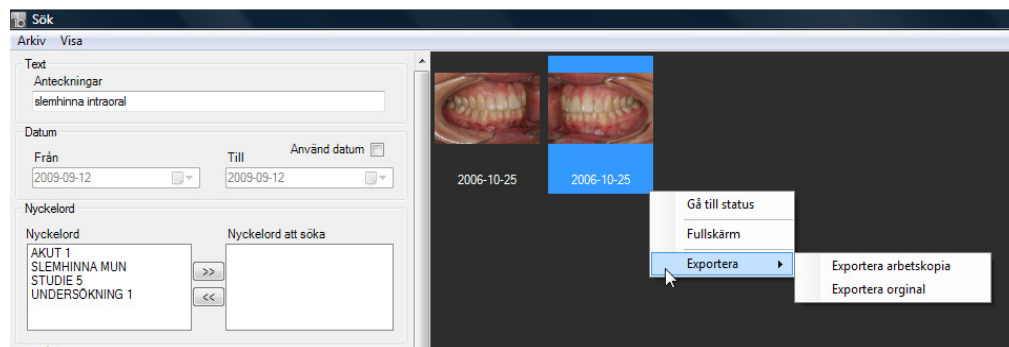 Sök
Arkiv Visa
Text
Anteckningar
slemhinna intraoral
Datum
Använd datum
Från Till
2009-09-12 2009-09-12
Nyckelord
Nyckelord Nyckelord att söka
AKUT 1
SLEMHINNA MUN
STUDIE 5
UNDERSÖKNING 1
>>
<<
2006-10-25 2006-10-25
Gå till status
Fullskärm
Exportera
Exportera arbetskopia
Exportera orginal